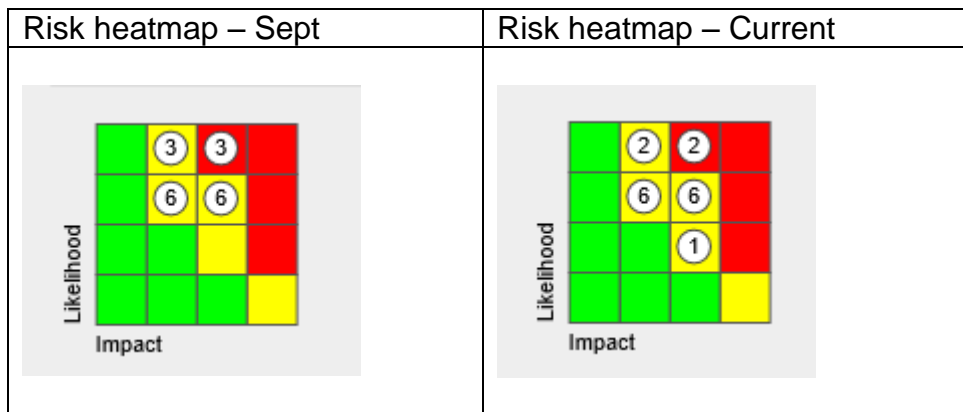 Risk heatmap – Sept
3 3
6 6
Likelihood
Impact
Risk heatmap – Current
2 2
6 6
1
Likelihood
Impact